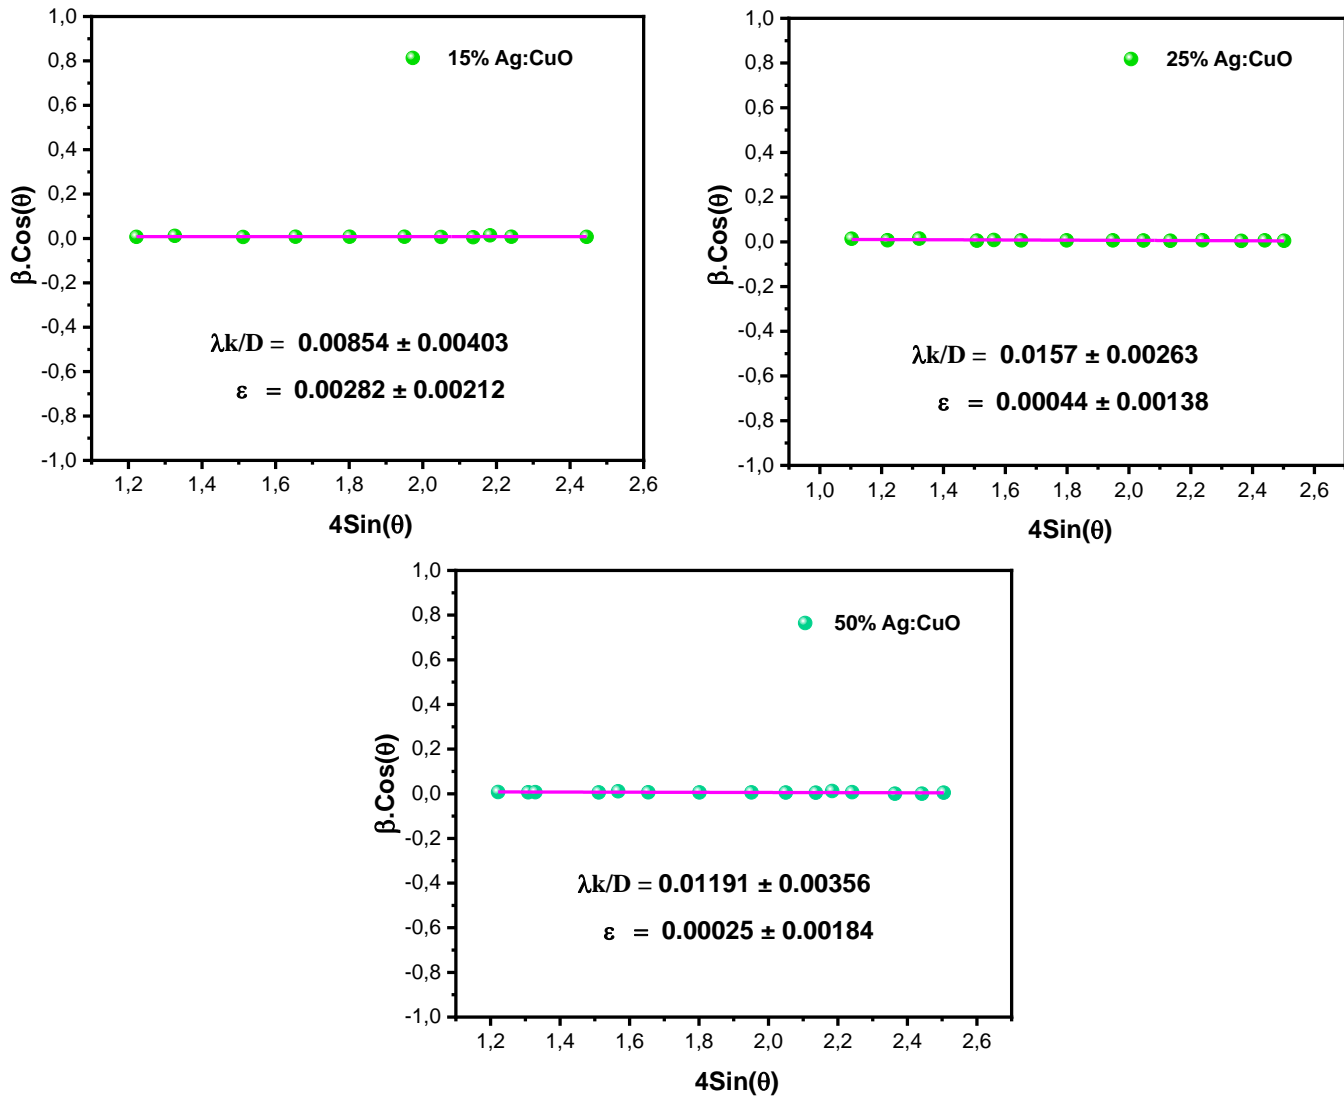 1,0
0,8
0,6
0,4
0,2
0,0
-0,2
-0,4
-0,6
-0,8
-1,0
β.Cos(θ)
15% Ag:CuO
λk/D = 0.00854 ± 0.00403
ε = 0.00282 ± 0.00212
1,2 1,4 1,6 1,8 2,0 2,2 2,4 2,6
4Sin(θ)
1,0
0,8
0,6
0,4
0,2
0,0
-0,2
-0,4
-0,6
-0,8
-1,0
β.Cos(θ)
25% Ag:CuO
λk/D = 0.0157 ± 0.00263
ε = 0.00044 ± 0.00138
1,0 1,2 1,4 1,6 1,8 2,0 2,2 2,4 2,6
4Sin(θ)
1,0
0,8
0,6
0,4
0,2
0,0
-0,2
-0,4
-0,6
-0,8
-1,0
β.Cos(θ)
50% Ag:CuO
λk/D = 0.01191 ± 0.00356
ε = 0.00025 ± 0.00184
1,2 1,4 1,6 1,8 2,0 2,2 2,4 2,6
4Sin(θ)